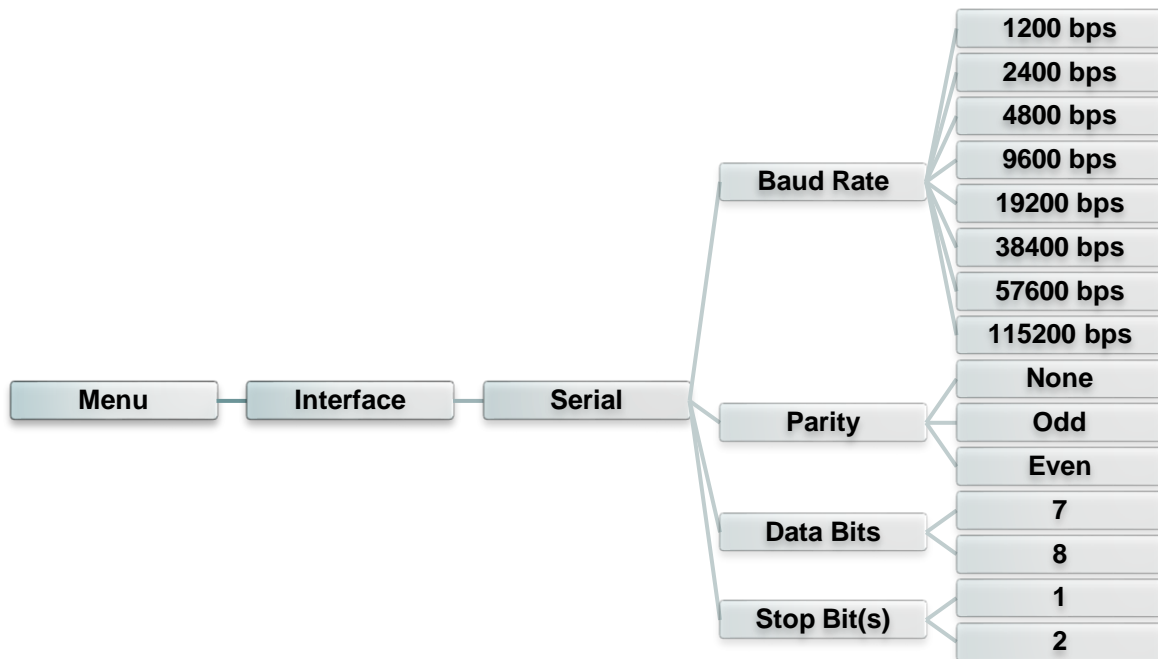 Menu
Interface
Serial
Baud Rate
1200 bps
2400 bps
4800 bps
9600 bps
19200 bps
38400 bps
57600 bps
115200 bps
Parity
None
Odd
Even
Data Bits
7
8
Stop Bit(s)
1
2